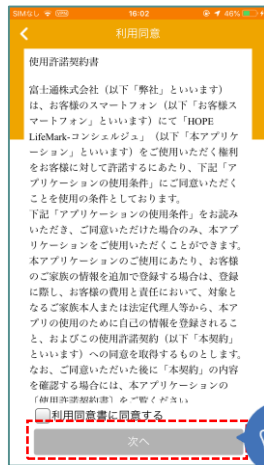 SIMなし
16:02
46%
利用同意
使用許諾契約書
富士通株式会社（以下「弊社」といいます）
は、お客様のスマートフォン（以下「お客様ス
マートフォン」といいます）にて「HOPE
LifeMark-コンシェルジュ」（以下「本アプリケ
ーション」といいます）をご使用いただく権利
をお客様に対して許諾するにあたり、下記「ア
プリケーションの使用条件」にご同意いただく
ことを使用の条件としております。
下記「アプリケーションの使用条件」をお読み
いただき、ご同意いただけた場合のみ、本アプ
リケーションをご使用いただくことができます。
本アプリケーションのご使用にあたり、お客様
のご家族の情報を追加で登録する場合は、登録
に際し、お客様の費用と責任において、対象と
なるご家族本人または法定代理人等から、本ア
プリの使用のために自己の情報を登録されるこ
と、およびこの使用許諾契約（以下「本契約」
といいます）への同意を取得するものとします。
なお、ご同意いただいた後に「本契約」の内容
を確認する場合には、本アプリケーションの
「使用許諾契約書」をご覧ください
利用同意書に同意する
次へ